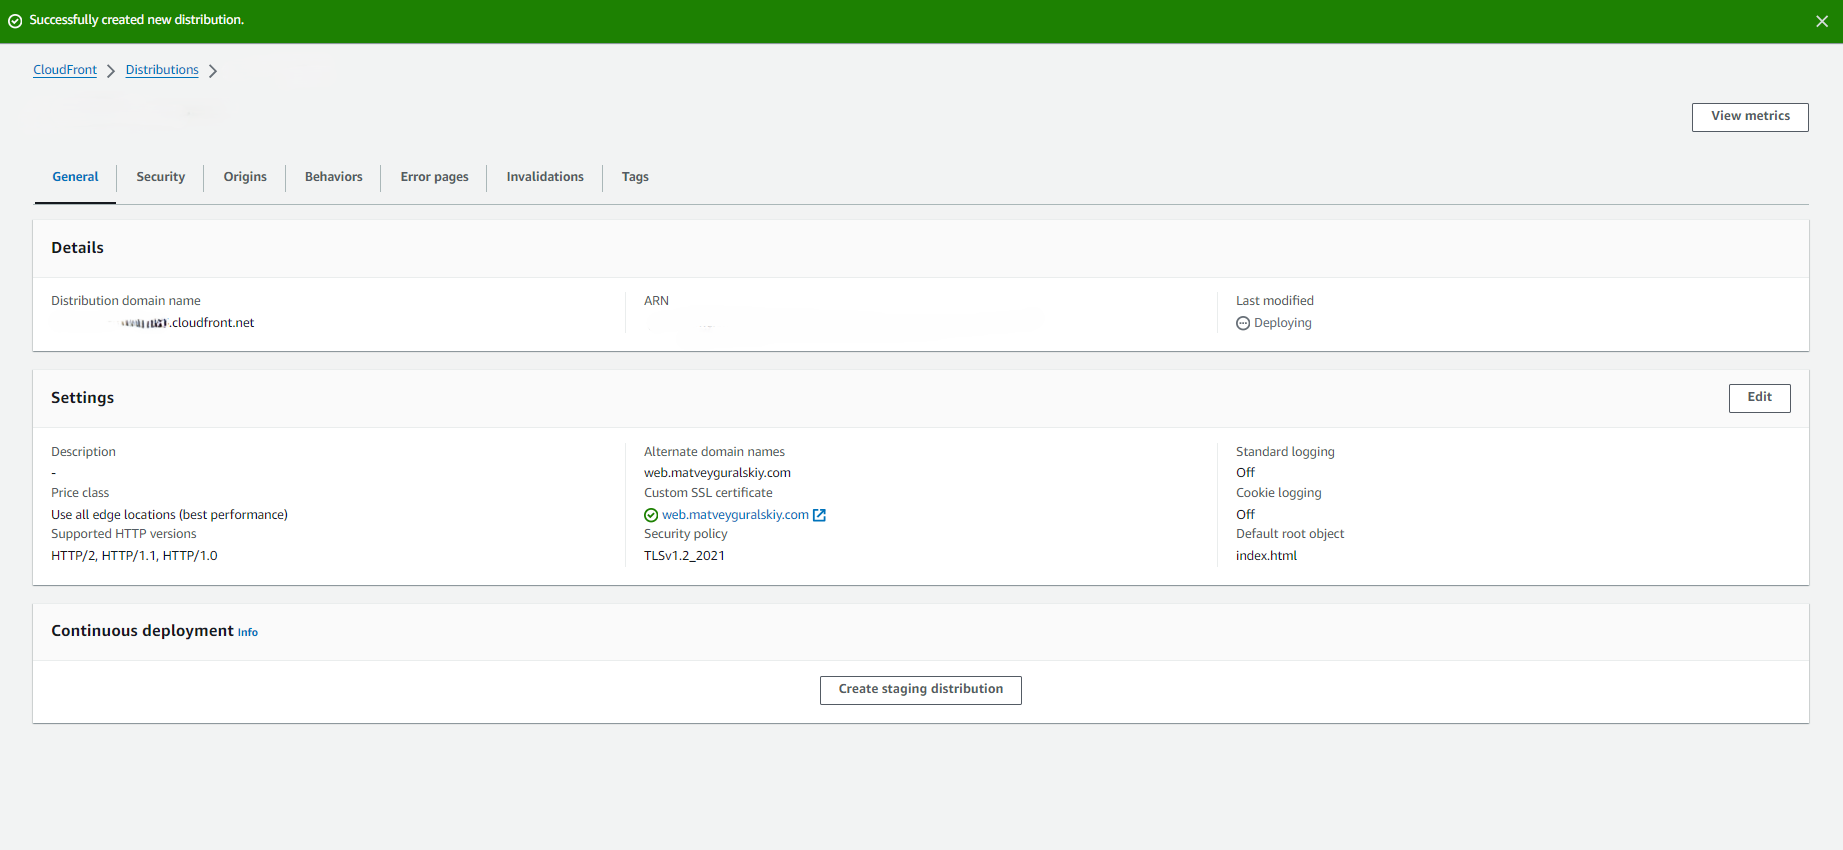 Successfully created new distribution.
CloudFront
Distributions
View metrics
General
Security
Origins
Behaviors
Error pages
Invalidations
Tags
Details
Distribution domain name
.cloudfront.net
ARN
Last modified
Deploying
Settings
Edit
Description
-
Price class
Use all edge locations (best performance)
Supported HTTP versions
HTTP/2, HTTP/1.1, HTTP/1.0
Alternate domain names
web.matveyguralskiy.com
Custom SSL certificate
web.matveyguralskiy.com
Security policy
TLSv1.2_2021
Standard logging
Off
Cookie logging
Off
Default root object
index.html
Continuous deployment Info
Create staging distribution